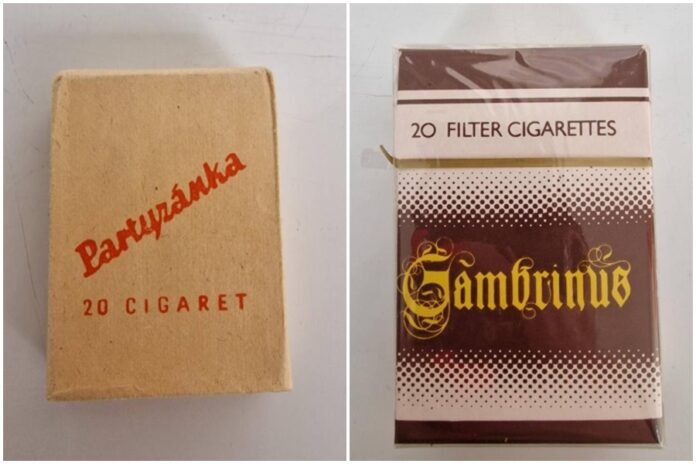 Partyzánka
20 CIGARET
20 FILTER CIGARETTES
Gambrinus